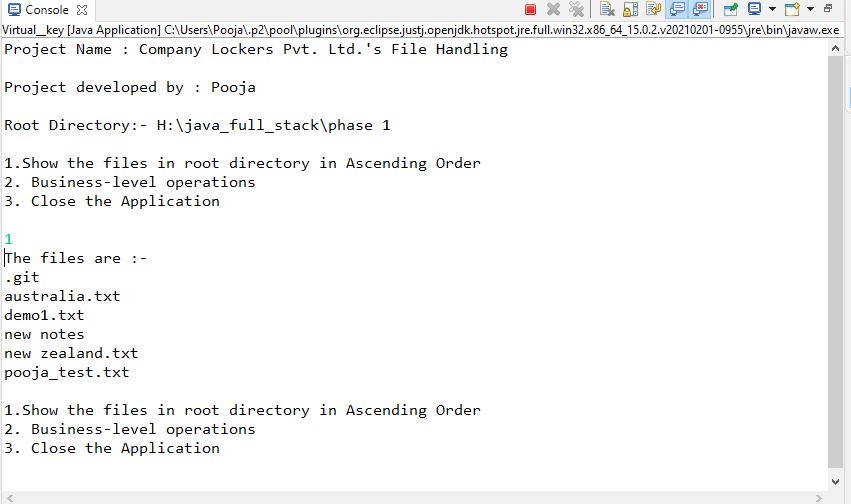 Console
Virtual__key [Java Application] C:\Users\Pooja\.p2\pool\plugins\org.eclipse.justj.openjdk.hotspot.jre.full.win32.x86_64_15.0.2.v20210201-0955\jre\bin\javaw.exe
Project Name : Company Lockers Pvt. Ltd.'s File Handling
Project developed by : Pooja
Root Directory:- H:\java_full_stack\phase 1
1.Show the files in root directory in Ascending Order
2. Business-level operations
3. Close the Application
1
The files are :-
.git
australia.txt
demo1.txt
new notes
new zealand.txt
pooja_test.txt
1.Show the files in root directory in Ascending Order
2. Business-level operations
3. Close the Application